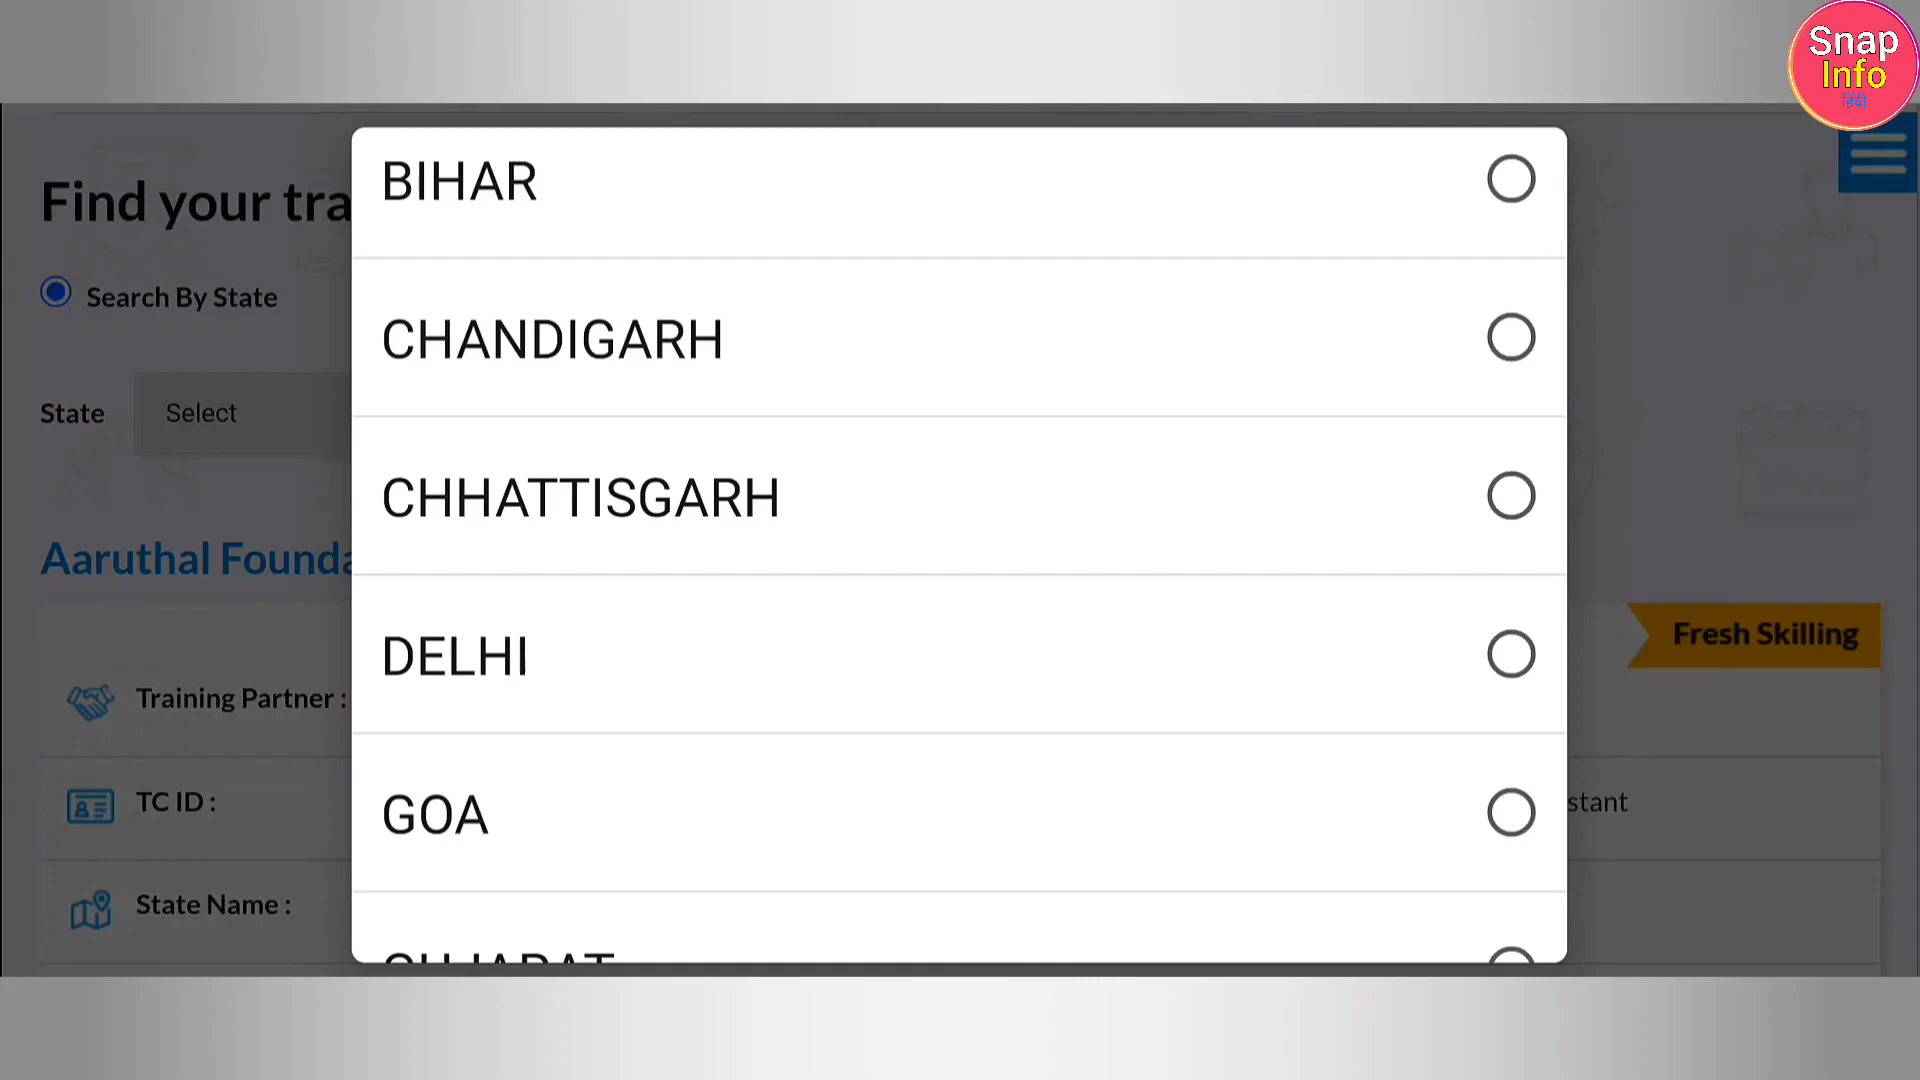 Snap
Info
हिंदी
BIHAR
Find your tra
CHANDIGARH
Search By State
State
Select
CHHATTISGARH
Aaruthal Founda
DELHI
Fresh Skilling
Training Partner :
TC ID :
GOA
stant
State Name :
GUJARAT